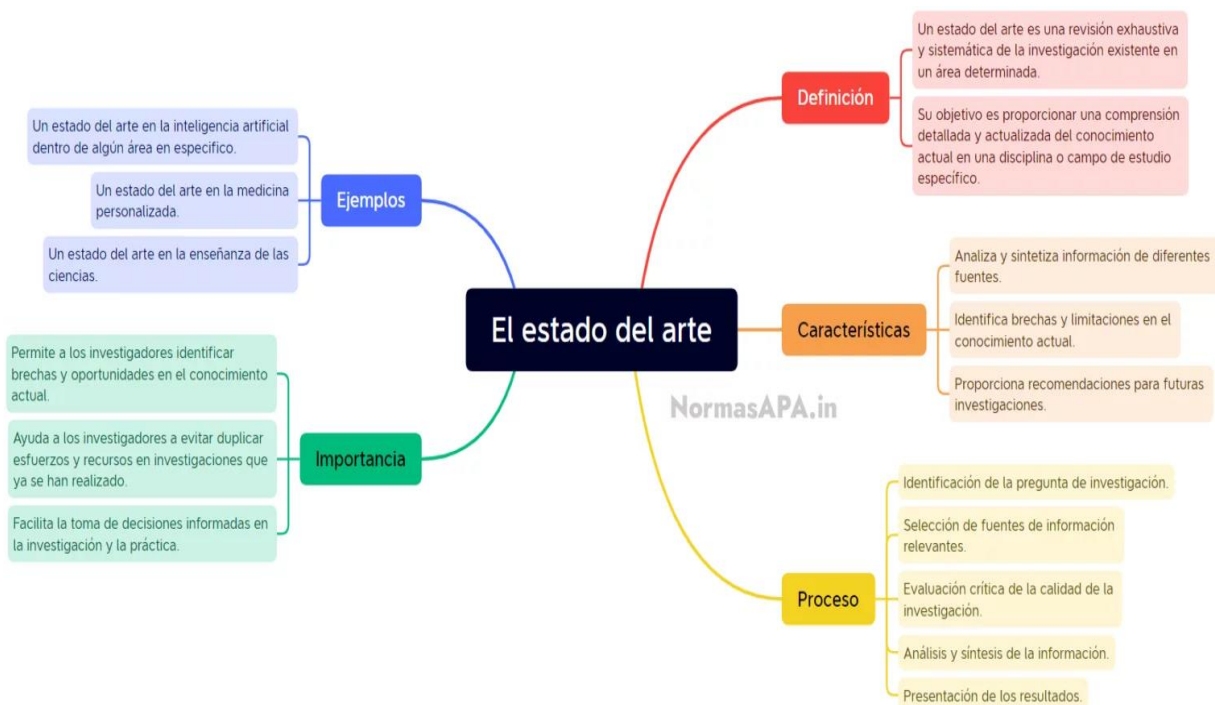 El estado del arte
Definición
Un estado del arte es una revisión exhaustiva
y sistemática de la investigación existente en
un área determinada.
Su objetivo es proporcionar una comprensión
detallada y actualizada del conocimiento
actual en una disciplina o campo de estudio
específico.
Características
Analiza y sintetiza información de diferentes
fuentes.
Identifica brechas y limitaciones en el
conocimiento actual.
Proporciona recomendaciones para futuras
investigaciones.
Proceso
Identificación de la pregunta de investigación.
Selección de fuentes de información
relevantes.
Evaluación crítica de la calidad de la
investigación.
Análisis y síntesis de la información.
Presentación de los resultados.
Ejemplos
Un estado del arte en la inteligencia artificial
dentro de algún área en especifico.
Un estado del arte en la medicina
personalizada.
Un estado del arte en la enseñanza de las
ciencias.
Importancia
Permite a los investigadores identificar
brechas y oportunidades en el conocimiento
actual.
Ayuda a los investigadores a evitar duplicar
esfuerzos y recursos en investigaciones que
ya se han realizado.
Facilita la toma de decisiones informadas en
la investigación y la práctica.
NormasAPA.in